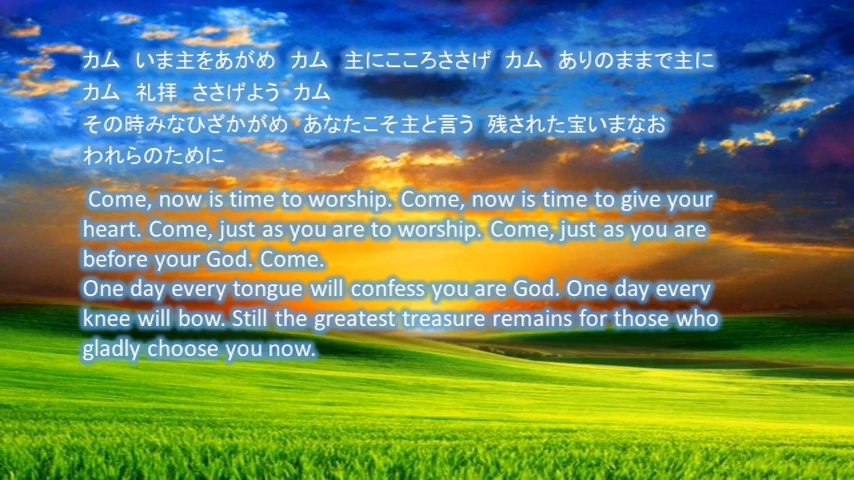 カム　いま主をあがめ　カム　主にこころささげ　カム　ありのままで主に
カム　礼拝　ささげよう　カム
その時みなひざかがめ　あなたこそ主と言う　残された宝いまなお
われらのために
Come, now is time to worship. Come, now is time to give your
heart. Come, just as you are to worship. Come, just as you are
before your God. Come.
One day every tongue will confess you are God. One day every
knee will bow. Still the greatest treasure remains for those who
gladly choose you now.